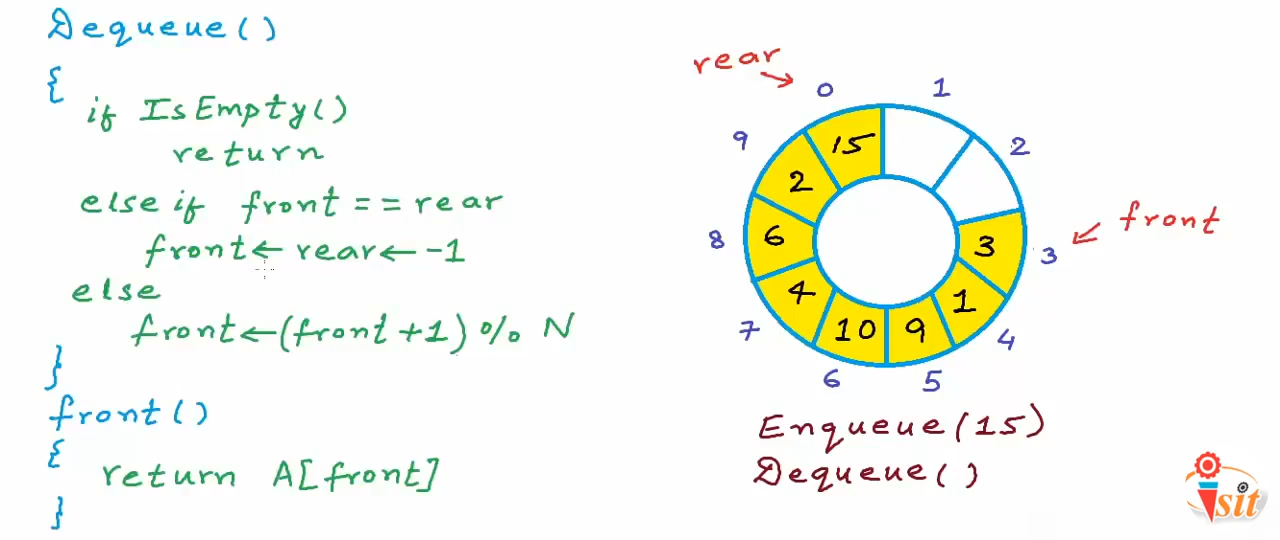 Dequeue()
{
if IsEmpty()
return
else if front == rear
front ← rear ← -1
else
front ← (front + 1) % N
}
front()
{
return A[front]
}
rear
0
1
2
3
4
5
6
7
8
9
15
2
6
4
10
9
1
3
front
Enqueue(15)
Dequeue()
sit